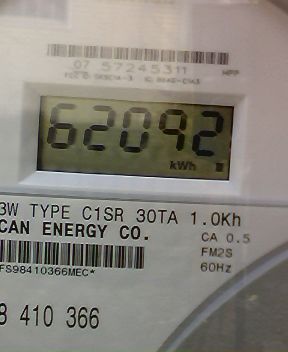 07 57245311
62092
kWh
3W TYPE C1SR 30TA 1.0Kh
CAN ENERGY CO.
CA 0.5
FM2S
60Hz
FS98410366MEC*
8 410 366